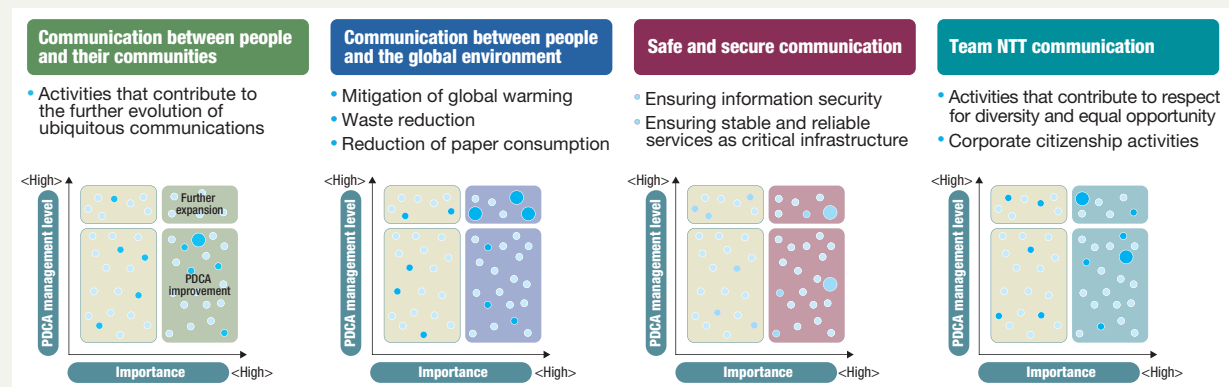 Communication between people
and their communities
• Activities that contribute to
the further evolution of
ubiquitous communications
<High>
PDCA management level
Further
expansion
PDCA
improvement
Importance
<High>
Communication between people
and the global environment
• Mitigation of global warming
• Waste reduction
• Reduction of paper consumption
<High>
PDCA management level
Importance
<High>
Safe and secure communication
• Ensuring information security
• Ensuring stable and reliable
services as critical infrastructure
<High>
PDCA management level
Importance
<High>
Team NTT communication
• Activities that contribute to respect
for diversity and equal opportunity
• Corporate citizenship activities
<High>
PDCA management level
Importance
<High>